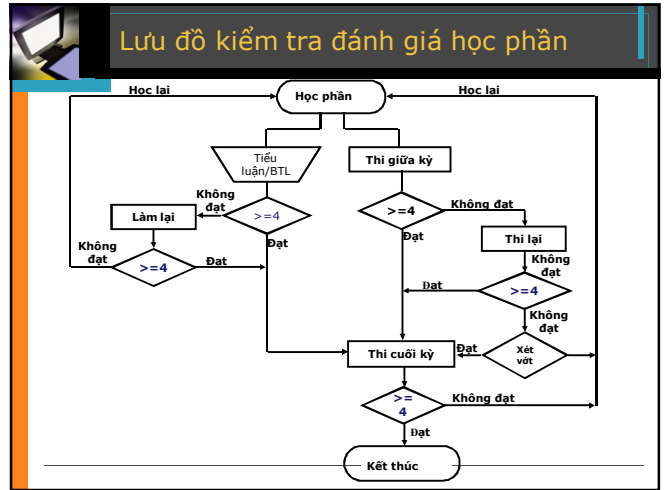 Lưu đồ kiểm tra đánh giá học phần
Học lại
Học phần
Học lại
Tiểu
luận/BTL
Thi giữa kỳ
Không
đạt
Làm lại
>=4
>=4
Không đạt
Thi lại
Đạt
Đạt
Không
đạt
>=4
Đạt
Không
đạt
Đạt
>=4
Không
đạt
Thi cuối kỳ
Đạt
Xét
vớt
>=
4
Không đạt
Đạt
Kết thúc